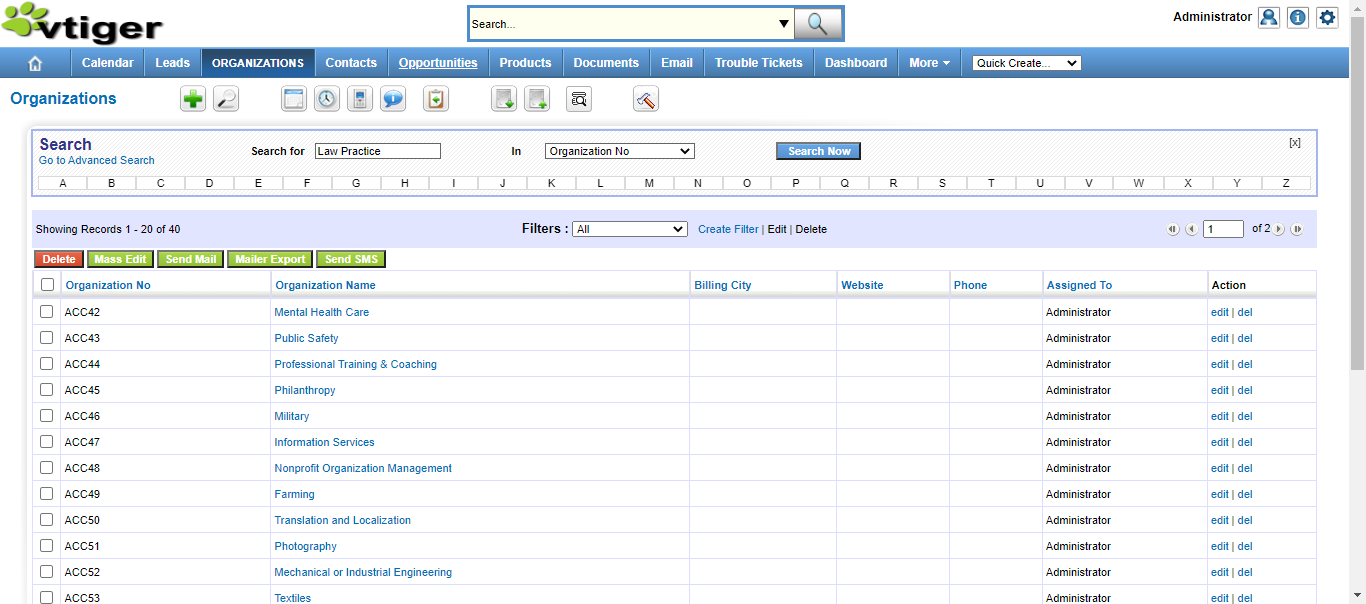 vtiger
Search...
Administrator
Calendar Leads ORGANIZATIONS Contacts Opportunities Products Documents Email Trouble Tickets Dashboard More Quick Create...
Organizations
Search
Go to Advanced Search
Search for Law Practice In Organization No Search Now [x]
A B C D E F G H I J K L M N O P Q R S T U V W X Y Z
Showing Records 1 - 20 of 40 Filters : All Create Filter | Edit | Delete 1 of 2
Delete Mass Edit Send Mail Mailer Export Send SMS
Organization No Organization Name Billing City Website Phone Assigned To Action
ACC42 Mental Health Care Administrator edit | del
ACC43 Public Safety Administrator edit | del
ACC44 Professional Training & Coaching Administrator edit | del
ACC45 Philanthropy Administrator edit | del
ACC46 Military Administrator edit | del
ACC47 Information Services Administrator edit | del
ACC48 Nonprofit Organization Management Administrator edit | del
ACC49 Farming Administrator edit | del
ACC50 Translation and Localization Administrator edit | del
ACC51 Photography Administrator edit | del
ACC52 Mechanical or Industrial Engineering Administrator edit | del
ACC53 Textiles Administrator edit | del